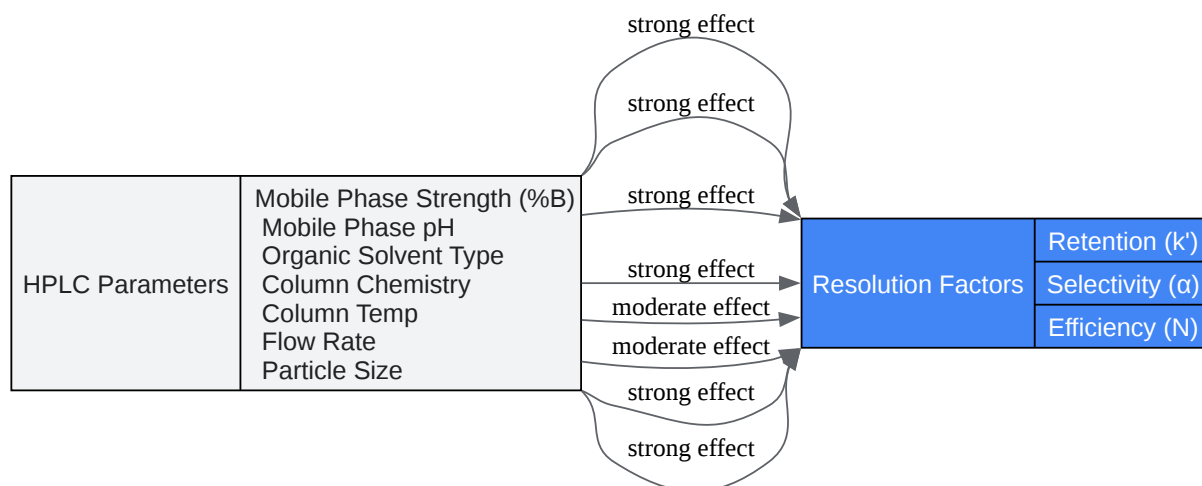 strong effect
strong effect
strong effect
strong effect
moderate effect
moderate effect
strong effect
strong effect
HPLC Parameters
Mobile Phase Strength (%B)
Mobile Phase pH
Organic Solvent Type
Column Chemistry
Column Temp
Flow Rate
Particle Size
Resolution Factors
Retention (k')
Selectivity (α)
Efficiency (N)